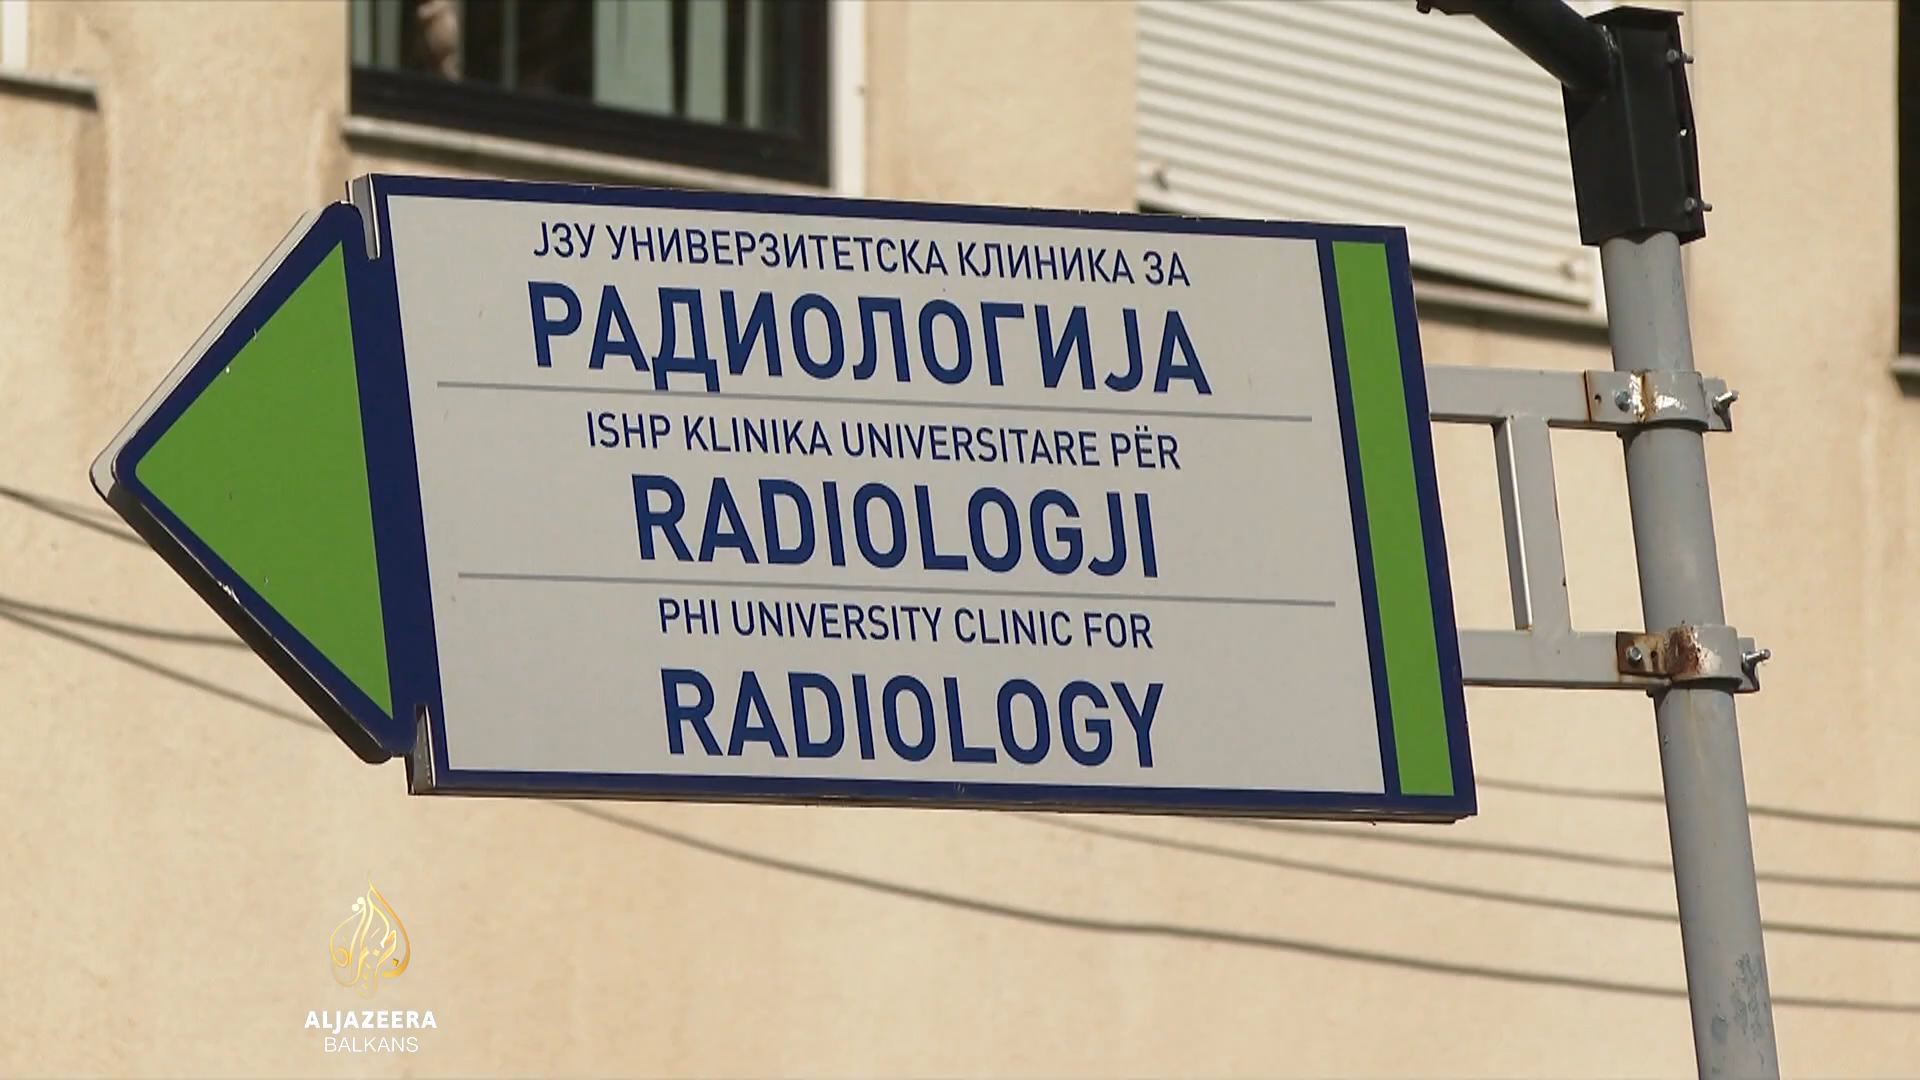 ЈЗУ УНИВЕРЗИТЕТСКА КЛИНИКА ЗА
РАДИОЛОГИЈА
ISHP KLINIKA UNIVERSITARE PËR
RADIOLOGJI
PHI UNIVERSITY CLINIC FOR
RADIOLOGY
ALJAZEERA
BALKANS